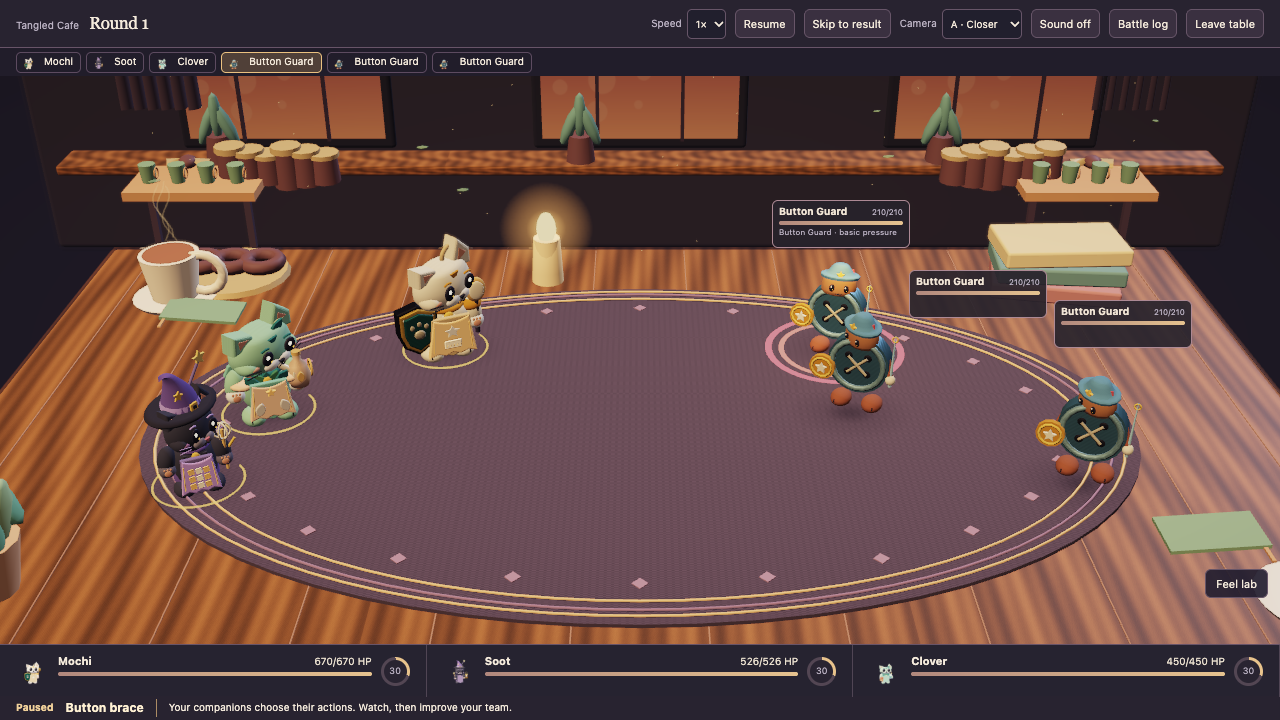 Tangled Cafe Round 1 Speed 1x Resume Skip to result Camera A · Closer Sound off Battle log Leave table
Mochi Soot Clover Button Guard Button Guard Button Guard
Button Guard 210/210
Button Guard · basic pressure
Button Guard 210/210
Button Guard 210/210
Feel lab
Mochi 670/670 HP 30
Soot 526/526 HP 30
Clover 450/450 HP 30
Paused Button brace Your companions choose their actions. Watch, then improve your team.